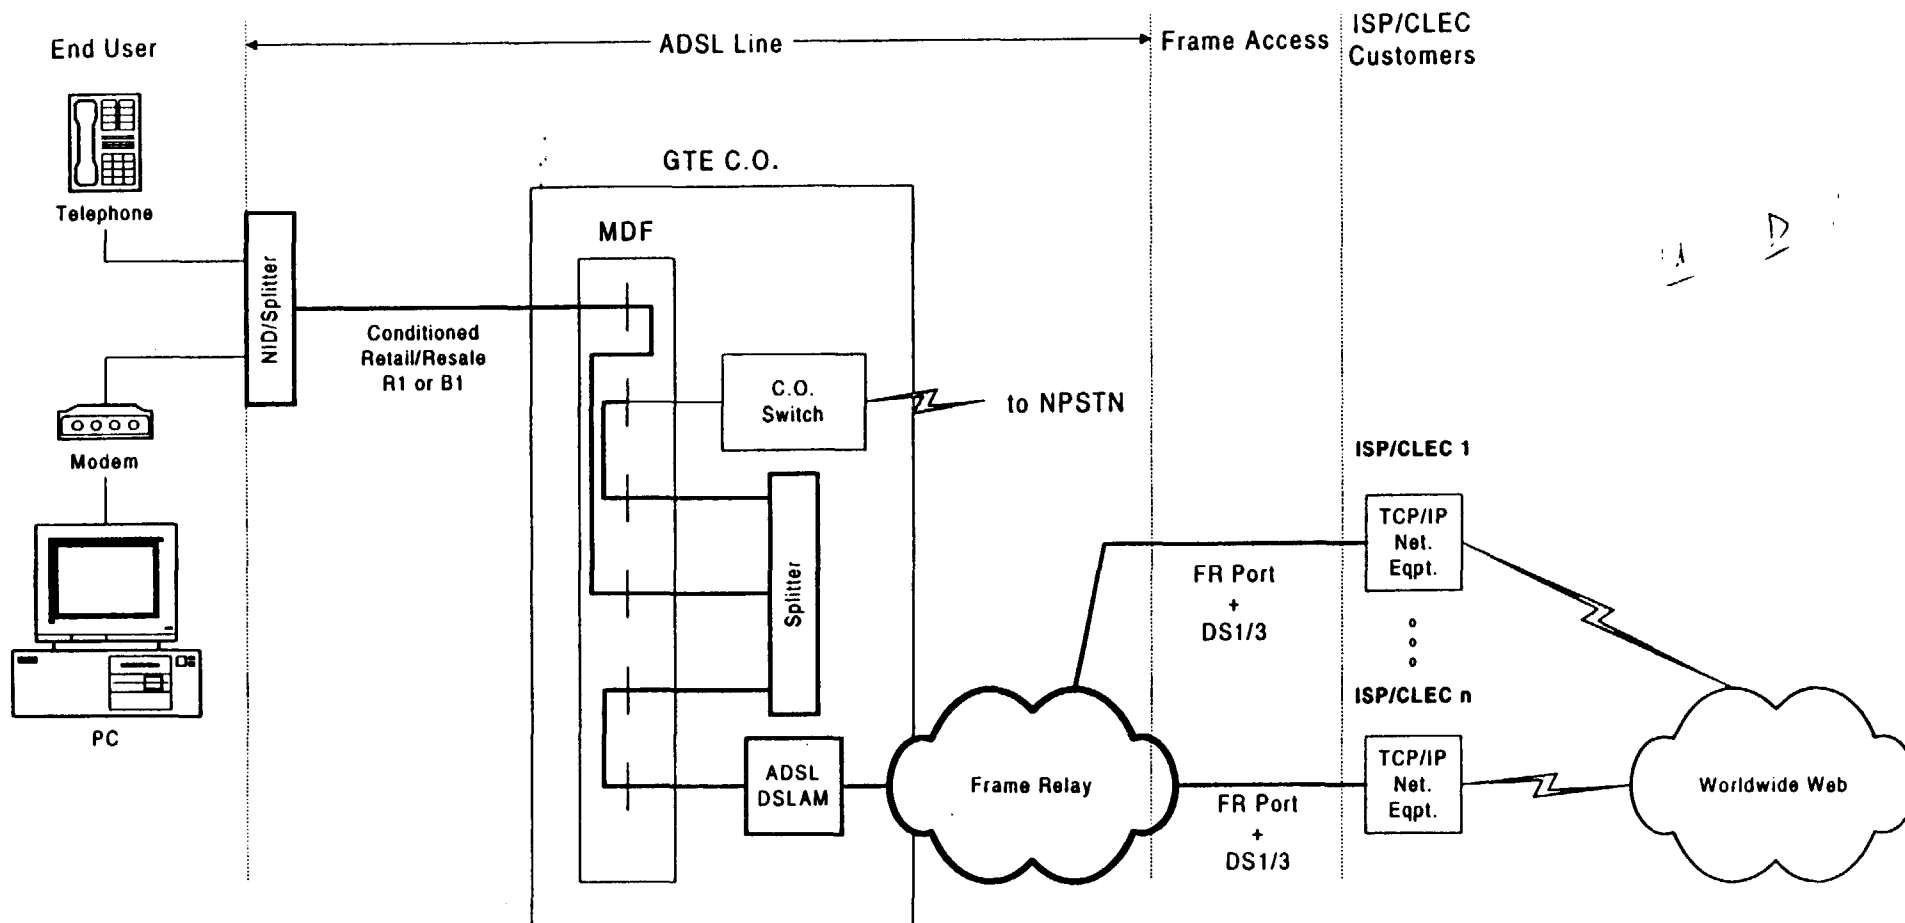 End User
ADSL Line
Frame Access
ISP/CLEC
Customers
Telephone
NID/Splitter
Modem
PC
Conditioned
Retail/Resale
R1 or B1
GTE C.O.
MDF
C.O.
Switch
to NPSTN
Splitter
ADSL
DSLAM
Frame Relay
FR Port
+
DS1/3
FR Port
+
DS1/3
ISP/CLEC 1
TCP/IP
Net.
Eqpt.
ISP/CLEC n
TCP/IP
Net.
Eqpt.
Worldwide Web
D